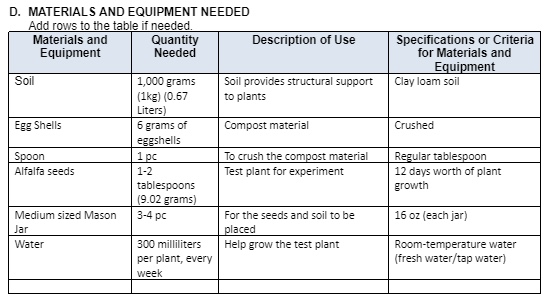 D. MATERIALS AND EQUIPMENT NEEDED
Add rows to the table if needed.
Materials and Equipment | Quantity Needed | Description of Use | Specifications or Criteria for Materials and Equipment
Soil | 1,000 grams (1kg) (0.67 Liters) | Soil provides structural support to plants | Clay loam soil
Egg Shells | 6 grams of eggshells | Compost material | Crushed
Spoon | 1 pc | To crush the compost material | Regular tablespoon
Alfalfa seeds | 1-2 tablespoons (9.02 grams) | Test plant for experiment | 12 days worth of plant growth
Medium sized Mason Jar | 3-4 pc | For the seeds and soil to be placed | 16 oz (each jar)
Water | 300 milliliters per plant, every week | Help grow the test plant | Room-temperature water (fresh water/tap water)